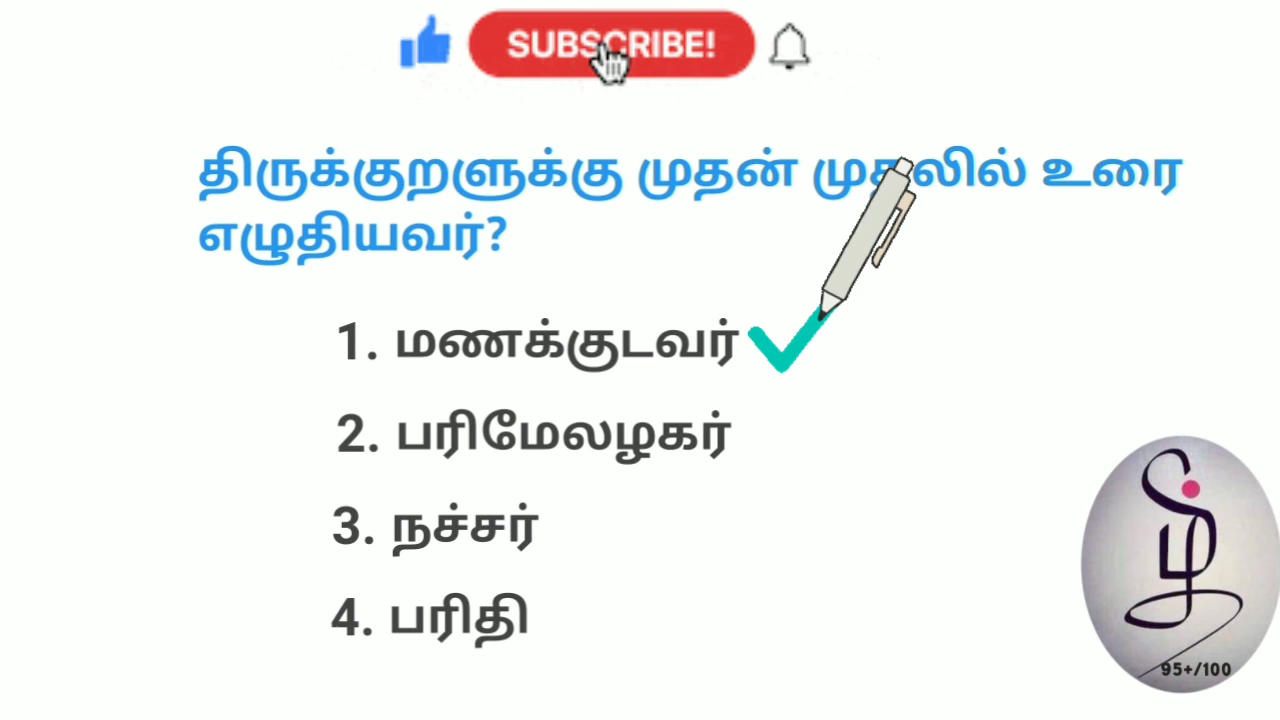 SUBSCRIBE!
திருக்குறளுக்கு முதன் முதலில் உரை
எழுதியவர்?
1. மணக்குடவர்
2. பரிமேலழகர்
3. நச்சர்
4. பரிதி
95+/100